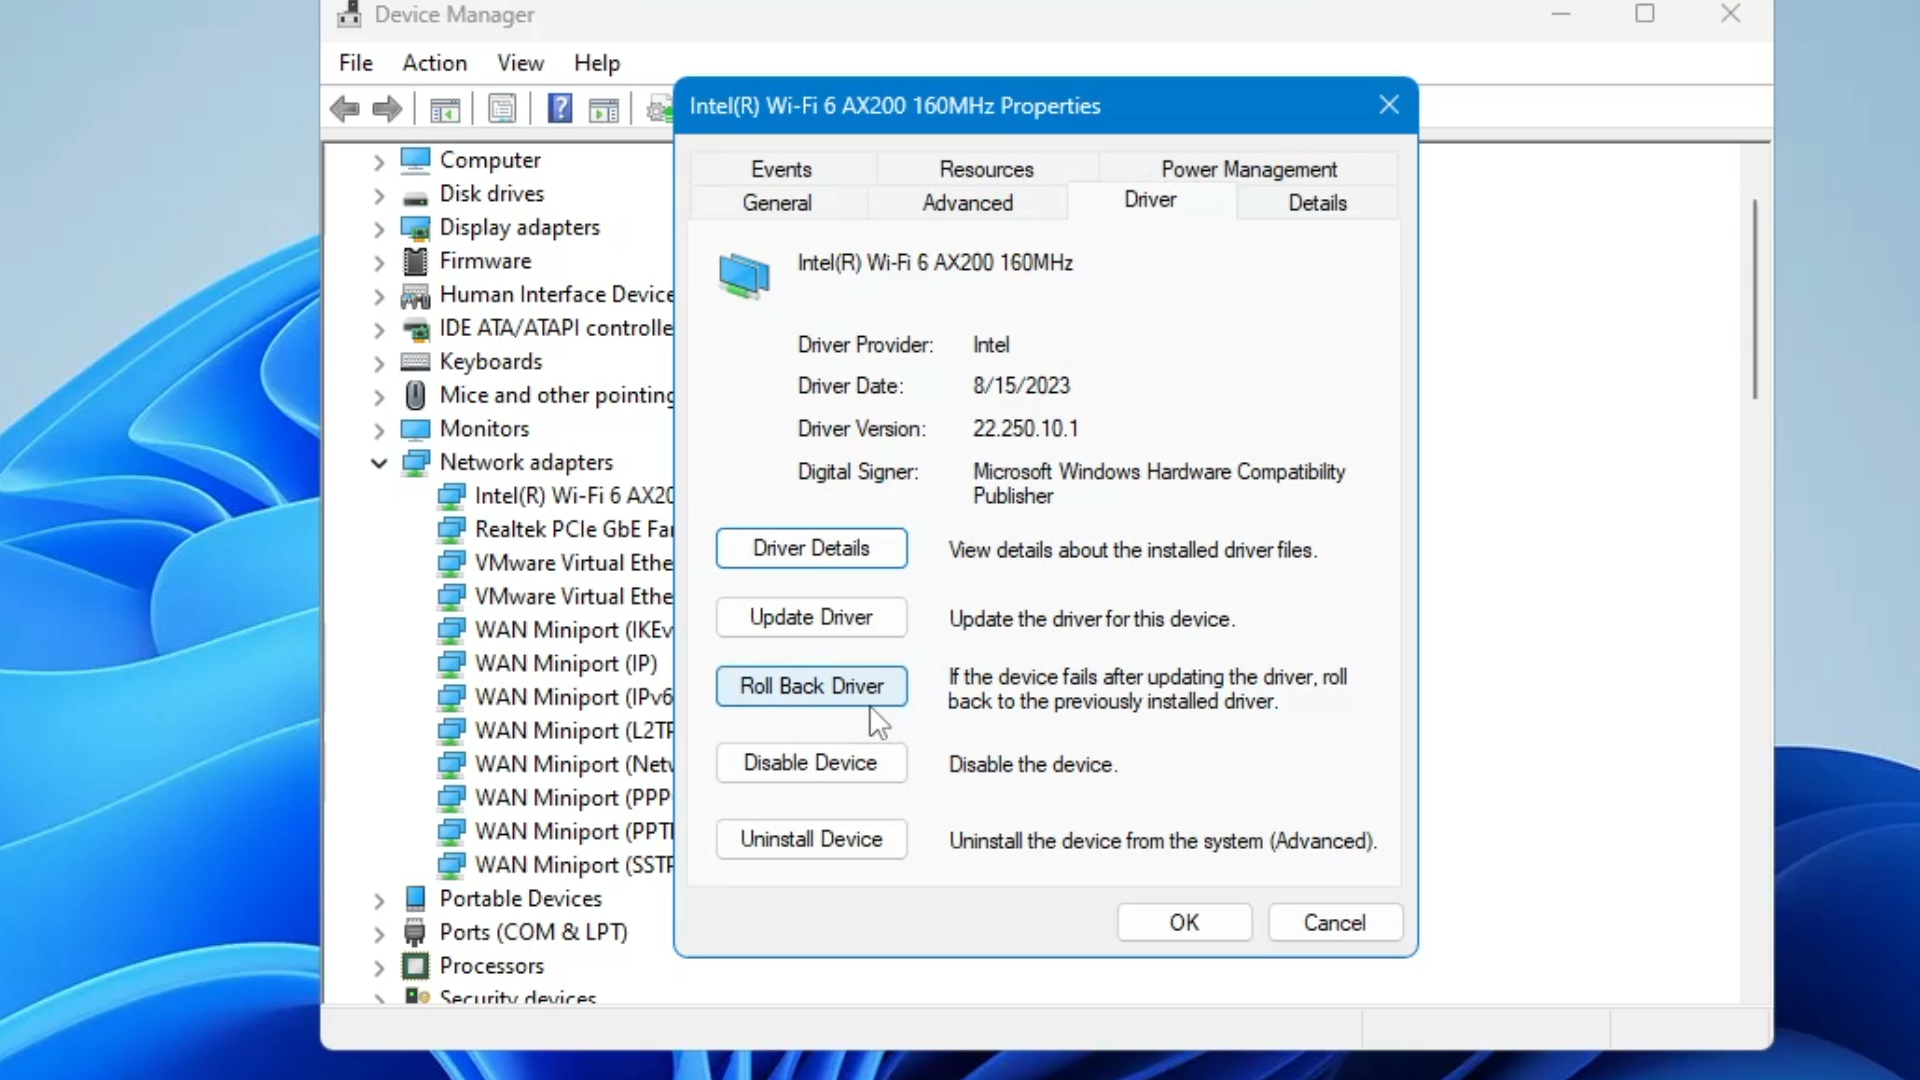 Device Manager
File Action View Help
Computer
Disk drives
Display adapters
Firmware
Human Interface Device
IDE ATA/ATAPI controlle
Keyboards
Mice and other pointing
Monitors
Network adapters
Intel(R) Wi-Fi 6 AX20
Realtek PCIe GbE Fa
VMware Virtual Ethe
VMware Virtual Ethe
WAN Miniport (IKEv
WAN Miniport (IP)
WAN Miniport (IPv6
WAN Miniport (L2TP
WAN Miniport (Netw
WAN Miniport (PPP
WAN Miniport (PPTP
WAN Miniport (SSTP
Portable Devices
Ports (COM & LPT)
Processors
Security devices
Intel(R) Wi-Fi 6 AX200 160MHz Properties
Events Resources Power Management
General Advanced Driver Details
Intel(R) Wi-Fi 6 AX200 160MHz
Driver Provider: Intel
Driver Date: 8/15/2023
Driver Version: 22.250.10.1
Digital Signer: Microsoft Windows Hardware Compatibility
Publisher
Driver Details View details about the installed driver files.
Update Driver Update the driver for this device.
Roll Back Driver If the device fails after updating the driver, roll
back to the previously installed driver.
Disable Device Disable the device.
Uninstall Device Uninstall the device from the system (Advanced).
OK Cancel